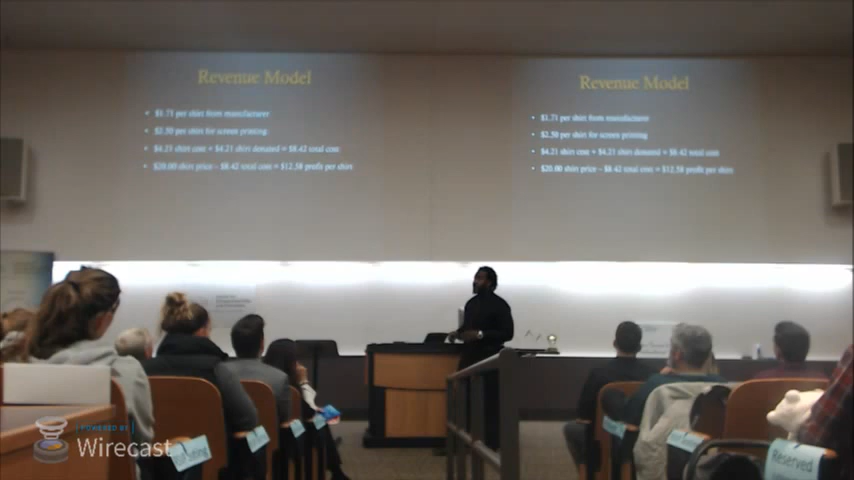 Revenue Model
• $1.71 per shirt from manufacturer
• $2.50 per shirt for screen printing
• $4.21 shirt cost + $4.21 shirt donated = $8.42 total cost
• $20.00 shirt price – $8.42 total cost = $12.58 profit per shirt
Revenue Model
• $1.71 per shirt from manufacturer
• $2.50 per shirt for screen printing
• $4.21 shirt cost + $4.21 shirt donated = $8.42 total cost
• $20.00 shirt price – $8.42 total cost = $12.58 profit per shirt
POWERED BY
Wirecast
Reserved